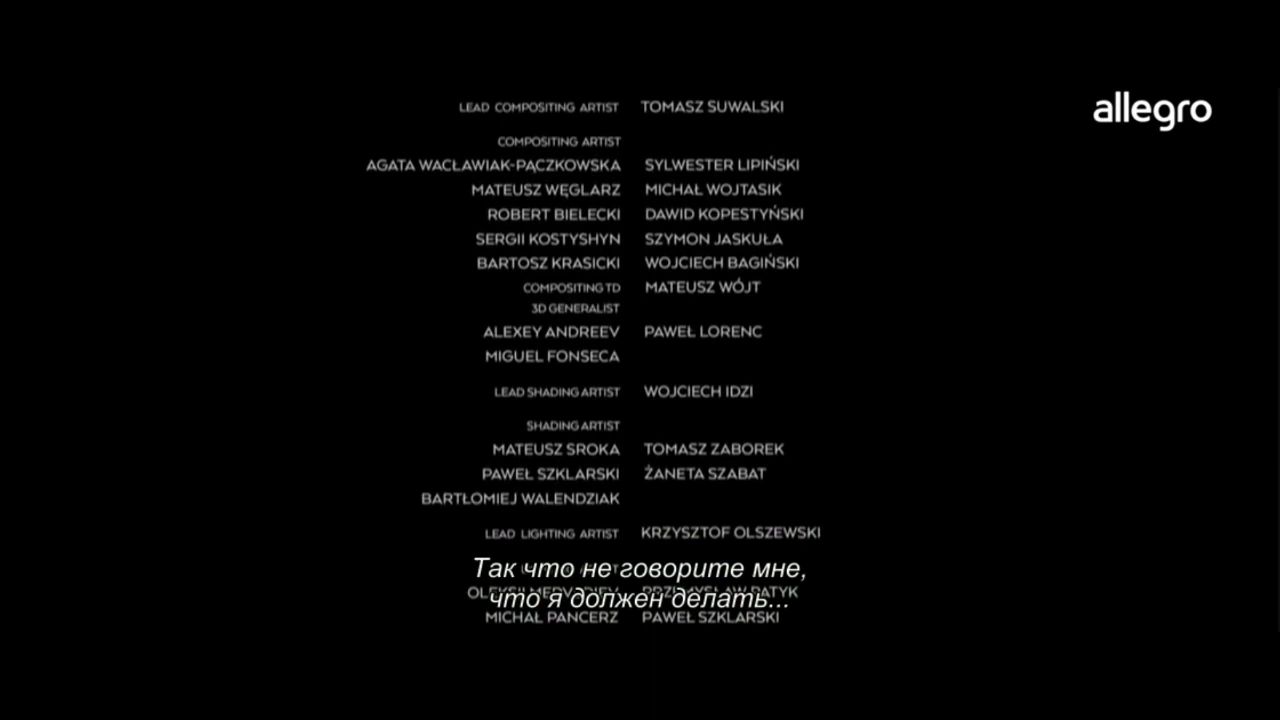 allegro
LEAD COMPOSITING ARTIST TOMASZ SUWALSKI
COMPOSITING ARTIST
AGATA WACŁAWIAK-PĄCZKOWSKA SYLWESTER LIPIŃSKI
MATEUSZ WĘGLARZ MICHAŁ WOJTASIK
ROBERT BIELECKI DAWID KOPESTYŃSKI
SERGII KOSTYSHYN SZYMON JASKUŁA
BARTOSZ KRASICKI WOJCIECH BAGIŃSKI
COMPOSITING TD MATEUSZ WÓJT
3D GENERALIST
ALEXEY ANDREEV PAWEŁ LORENC
MIGUEL FONSECA
LEAD SHADING ARTIST WOJCIECH IDZI
SHADING ARTIST
MATEUSZ SROKA TOMASZ ZABOREK
PAWEŁ SZKLARSKI ŻANETA SZABAT
BARTŁOMIEJ WALENDZIAK
LEAD LIGHTING ARTIST KRZYSZTOF OLSZEWSKI
Так что не говорите мне,
что я должен делать...
PATYK
MICHAŁ PANCERZ PAWEŁ SZKLARSKI